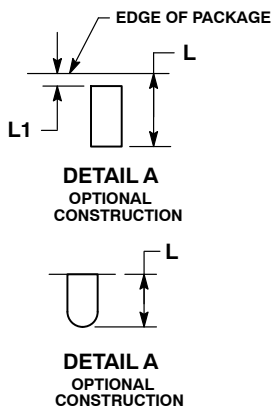 EDGE OF PACKAGE
L
L1
DETAIL A
OPTIONAL
CONSTRUCTION
L
DETAIL A
OPTIONAL
CONSTRUCTION